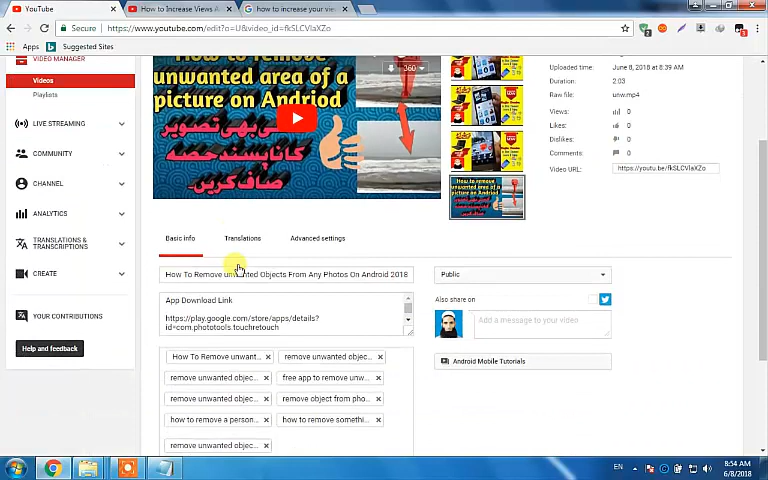 YouTube
How to Increase Views
how to increase your vie
Secure
https://www.youtube.com/edit?o=U&video_id=fkSLCVlaXZo
Apps
Suggested Sites
VIDEO MANAGER
Videos
Playlists
LIVE STREAMING
COMMUNITY
CHANNEL
ANALYTICS
TRANSLATIONS &
TRANSCRIPTIONS
CREATE
YOUR CONTRIBUTIONS
Help and feedback
How to remove
unwanted area of a
picture on Andriod
کسی بھی تصویر
کا ناپسند حصہ
صاف کریں۔
360
Uploaded time: June 8, 2018 at 8:39 AM
Duration: 2:03
Raw file: unw.mp4
Views: 0
Likes: 0
Dislikes: 0
Comments: 0
Video URL: https://youtu.be/fkSLCVlaXZo
Basic info
Translations
Advanced settings
How To Remove unwanted Objects From Any Photos On Android 2018
App Download Link
https://play.google.com/store/apps/details?
id=com.phototools.touchretouch
How To Remove unwant...
remove unwanted objec...
remove unwanted objec...
free app to remove unw...
remove unwanted objec...
remove object from pho...
how to remove a person...
how to remove somethi...
remove unwanted objec...
Public
Also share on
Add a message to your video
Android Mobile Tutorials
EN
8:54 AM
6/8/2018